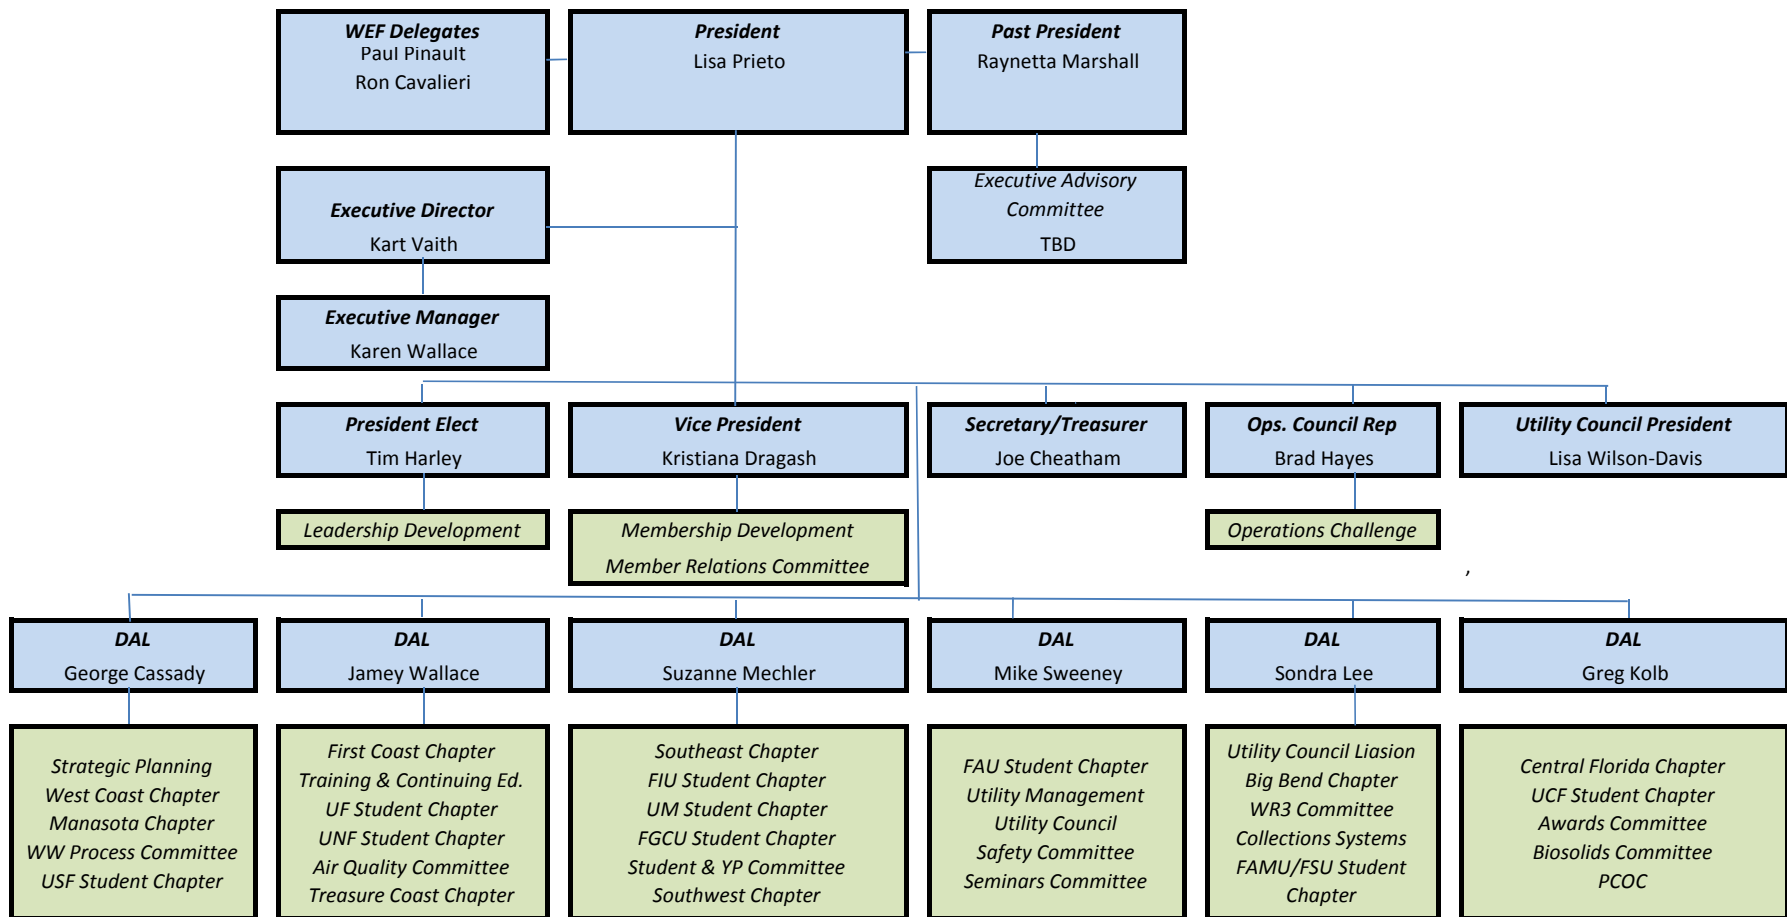 WEF Delegates
Paul Pinault
Ron Cavalieri
President
Lisa Prieto
Past President
Raynetta Marshall
Executive Director
Kart Vaith
Executive Advisory
Committee
TBD
Executive Manager
Karen Wallace
President Elect
Tim Harley
Vice President
Kristiana Dragash
Secretary/Treasurer
Joe Cheatham
Ops. Council Rep
Brad Hayes
Utility Council President
Lisa Wilson-Davis
Leadership Development
Membership Development
Member Relations Committee
Operations Challenge
,
DAL
George Cassady
DAL
Jamey Wallace
DAL
Suzanne Mechler
DAL
Mike Sweeney
DAL
Sondra Lee
DAL
Greg Kolb
Strategic Planning
West Coast Chapter
Manasota Chapter
WW Process Committee
USF Student Chapter
First Coast Chapter
Training & Continuing Ed.
UF Student Chapter
UNF Student Chapter
Air Quality Committee
Treasure Coast Chapter
Southeast Chapter
FIU Student Chapter
UM Student Chapter
FGCU Student Chapter
Student & YP Committee
Southwest Chapter
FAU Student Chapter
Utility Management
Utility Council
Safety Committee
Seminars Committee
Utility Council Liasion
Big Bend Chapter
WR3 Committee
Collections Systems
FAMU/FSU Student
Chapter
Central Florida Chapter
UCF Student Chapter
Awards Committee
Biosolids Committee
PCOC